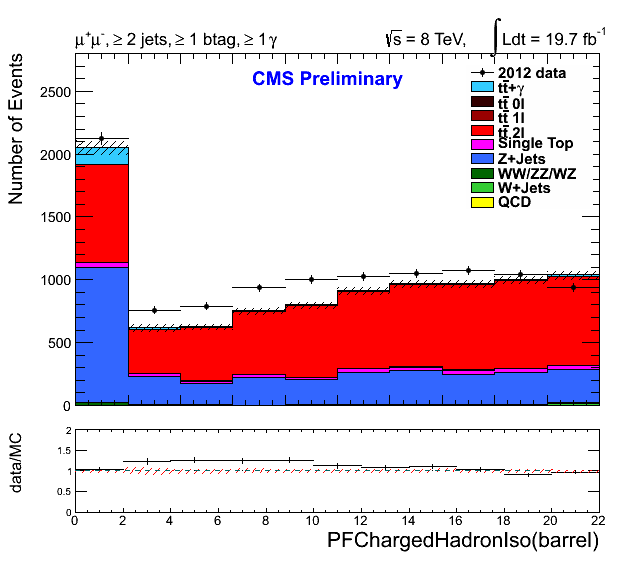 μ⁺μ⁻, ≥ 2 jets, ≥ 1 btag, ≥ 1 γ
√s = 8 TeV, ∫ Ldt = 19.7 fb⁻¹
CMS Preliminary
2012 data
tt̄+γ
tt̄ 0l
tt̄ 1l
tt̄ 2l
Single Top
Z+Jets
WW/ZZ/WZ
W+Jets
QCD
Number of Events
2500
2000
1500
1000
500
0
data/MC
2
1.5
1
0.5
0
0 2 4 6 8 10 12 14 16 18 20 22
PFChargedHadronIso(barrel)